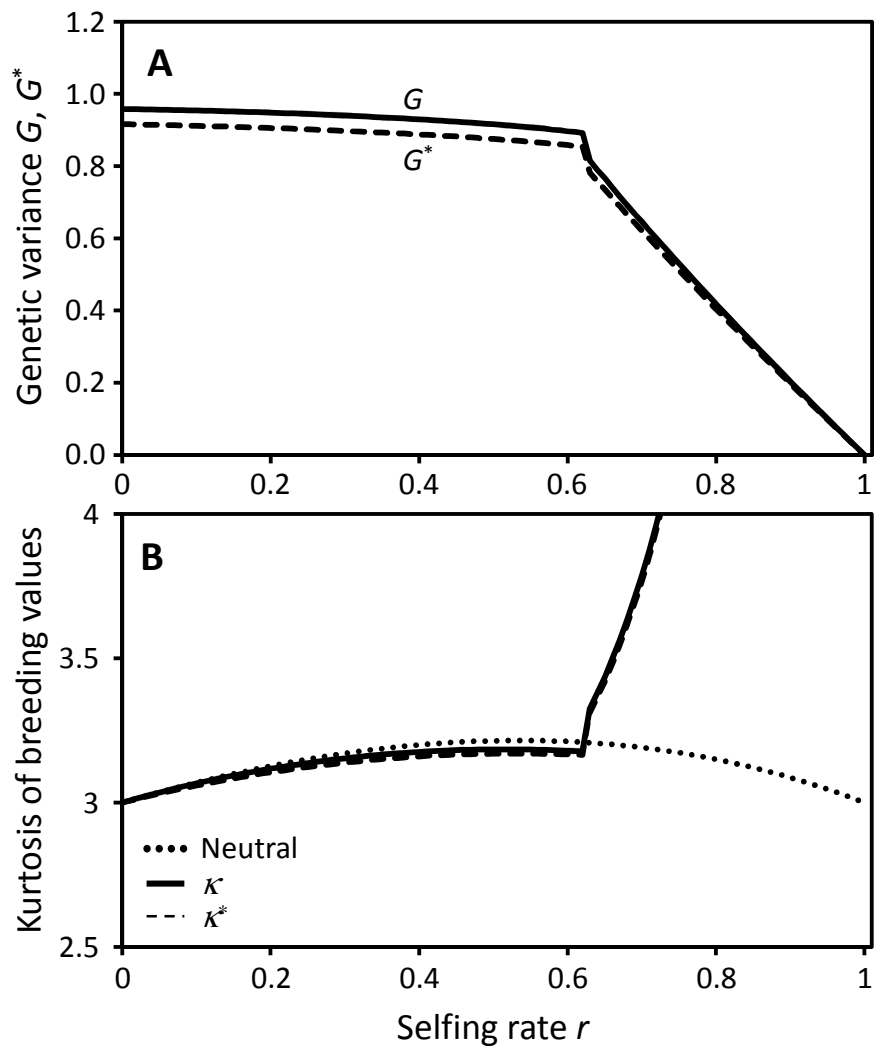 A
Genetic variance G, G*
1.2
1.0
0.8
0.6
0.4
0.2
0.0
G
G*
0 0.2 0.4 0.6 0.8 1
B
Kurtosis of breeding values
4
3.5
3
2.5
Neutral
κ
κ*
0 0.2 0.4 0.6 0.8 1
Selfing rate r